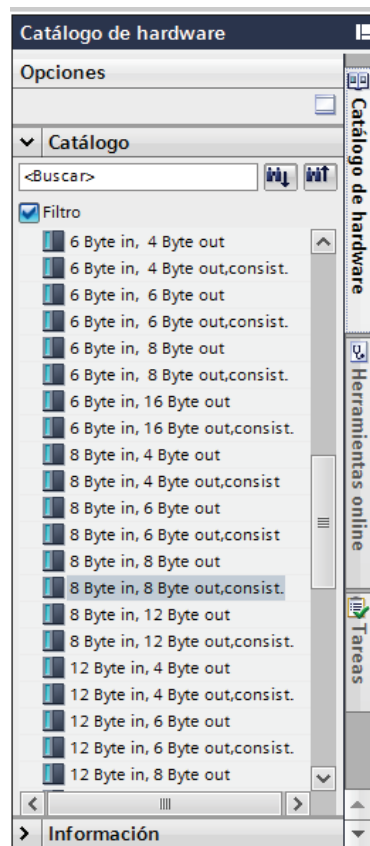 Catálogo de hardware
Opciones
Catálogo
<Buscar>
Filtro
6 Byte in,  4 Byte out
6 Byte in,  4 Byte out,consist.
6 Byte in,  6 Byte out
6 Byte in,  6 Byte out,consist.
6 Byte in,  8 Byte out
6 Byte in,  8 Byte out,consist.
6 Byte in, 16 Byte out
6 Byte in, 16 Byte out,consist.
8 Byte in, 4 Byte out
8 Byte in, 4 Byte out,consist
8 Byte in, 6 Byte out
8 Byte in, 6 Byte out,consist
8 Byte in, 8 Byte out
8 Byte in, 8 Byte out,consist.
8 Byte in, 12 Byte out
8 Byte in, 12 Byte out,consist.
12 Byte in, 4 Byte out
12 Byte in, 4 Byte out,consist.
12 Byte in, 6 Byte out
12 Byte in, 6 Byte out,consist.
12 Byte in, 8 Byte out
Información
Catálogo de hardware
Herramientas online
Tareas